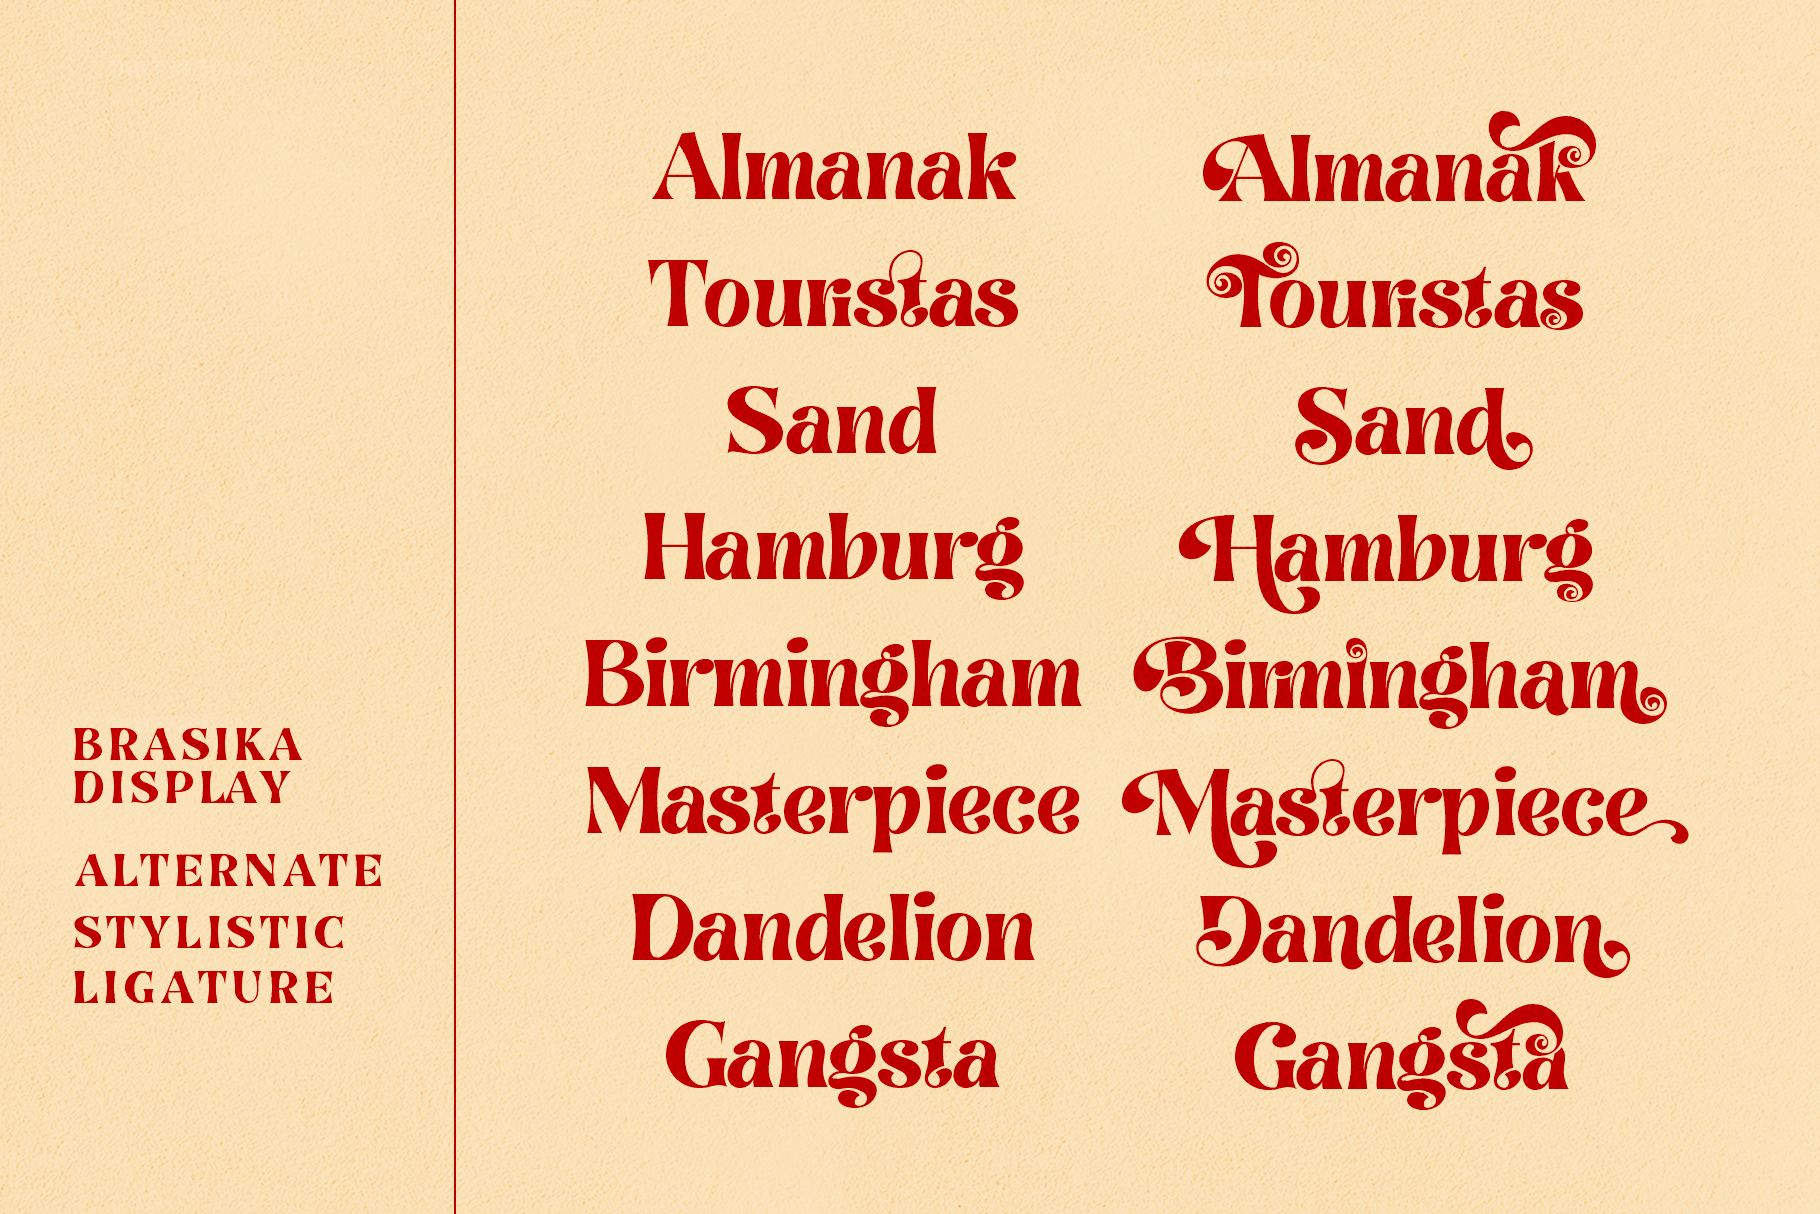 Almanak Almanak
Touristas Touristas
Sand Sand
Hamburg Hamburg
Birmingham Birmingham
Masterpiece Masterpiece
Dandelion Dandelion
Gangsta Gangsta
BRASIKA
DISPLAY
ALTERNATE
STYLISTIC
LIGATURE